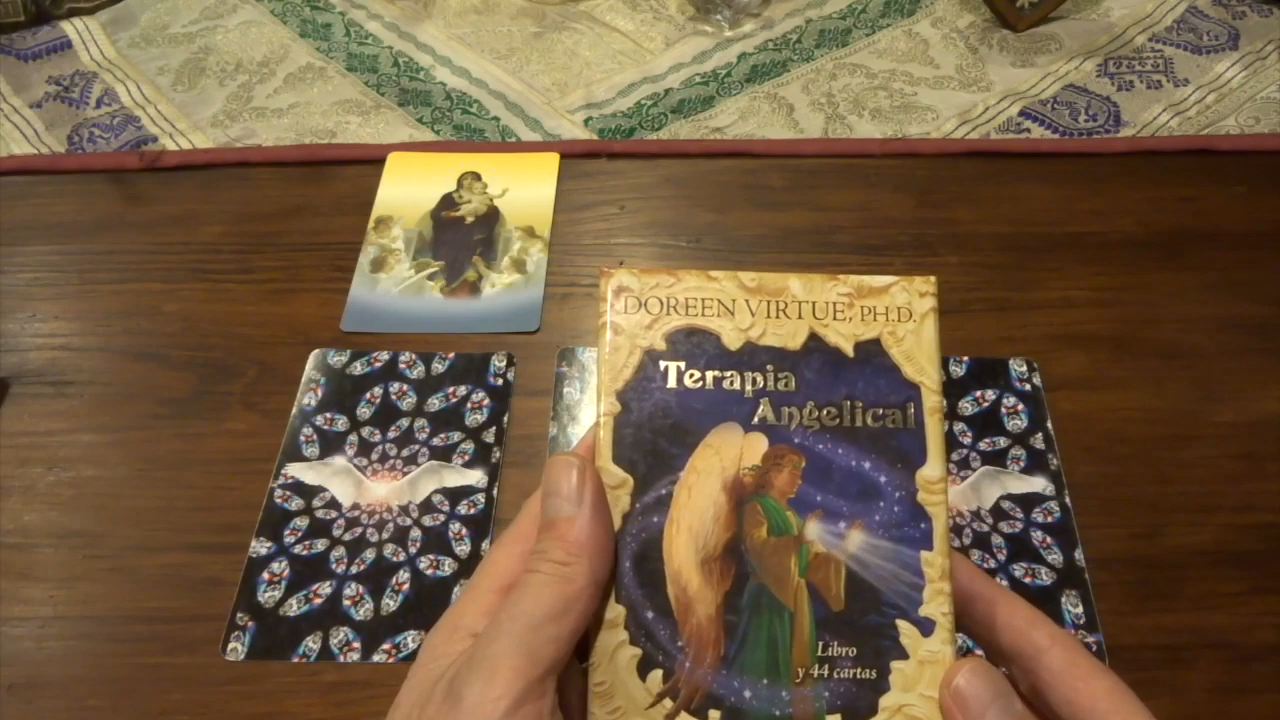 DOREEN VIRTUE, PH.D.
Terapia
Angelical
Libro
y 44 cartas